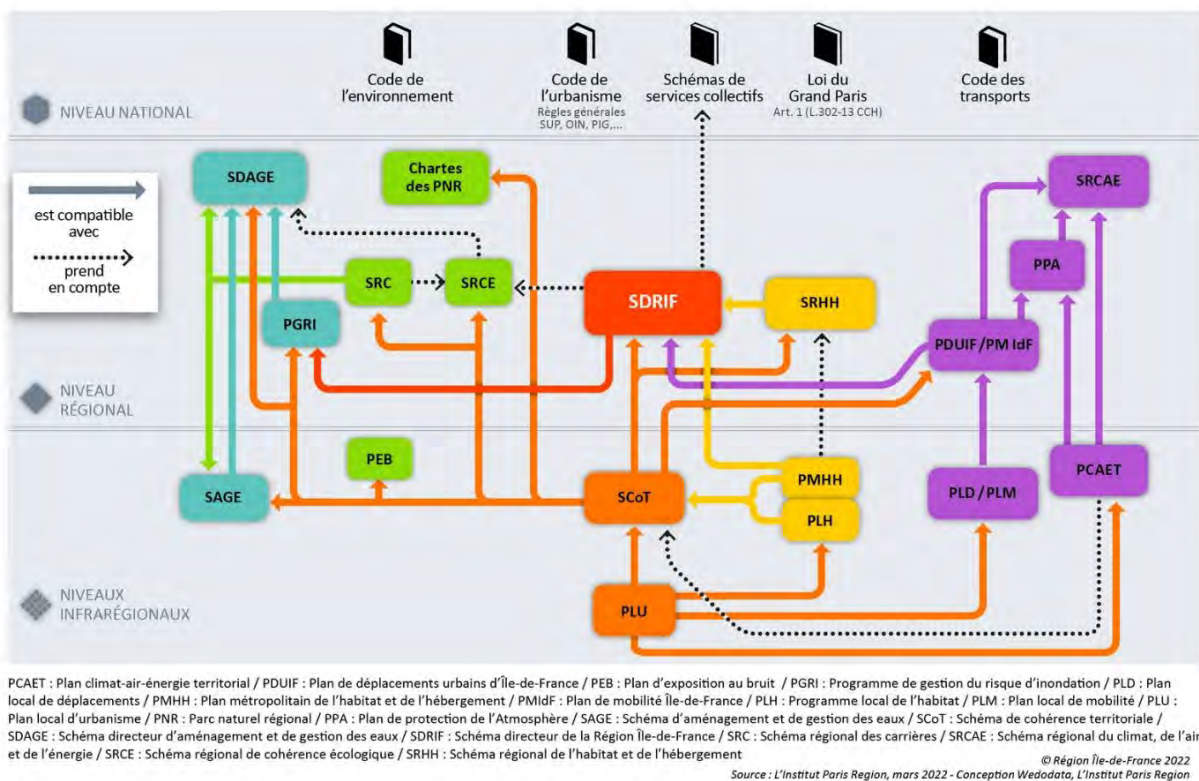 Code de
l'environnement
Code de
l'urbanisme
Règles générales
SUP, OIN, PIG,...
Schémas de
services collectifs
Loi du
Grand Paris
Art. 1 (L.302-13 CCH)
Code des
transports
NIVEAU NATIONAL
est compatible
avec
prend
en compte
SDAGE
Chartes
des PNR
SRCAE
SRC
SRCE
SDRIF
SRHH
PPA
PGRI
PDUIF/PM IdF
NIVEAU
RÉGIONAL
PEB
SAGE
SCoT
PMHH
PLH
PLD / PLM
PCAET
NIVEAUX
INFRARÉGIONAUX
PLU
PCAET : Plan climat-air-énergie territorial / PDUIF : Plan de déplacements urbains d'Île-de-France / PEB : Plan d'exposition au bruit / PGRI : Programme de gestion du risque d'inondation / PLD : Plan
local de déplacements / PMHH : Plan métropolitain de l'habitat et de l'hébergement / PMIdF : Plan de mobilité Île-de-France / PLH : Programme local de l'habitat / PLM : Plan local de mobilité / PLU :
Plan local d'urbanisme / PNR : Parc naturel régional / PPA : Plan de protection de l'Atmosphère / SAGE : Schéma d'aménagement et de gestion des eaux / SCoT : Schéma de cohérence territoriale /
SDAGE : Schéma directeur d'aménagement et de gestion des eaux / SDRIF : Schéma directeur de la Région Île-de-France / SRC : Schéma régional des carrières / SRCAE : Schéma régional du climat, de l'air
et de l'énergie / SRCE : Schéma régional de cohérence écologique / SRHH : Schéma régional de l'habitat et de l'hébergement
© Région Île-de-France 2022
Source : L'Institut Paris Region, mars 2022 - Conception Wedodata, L'Institut Paris Region